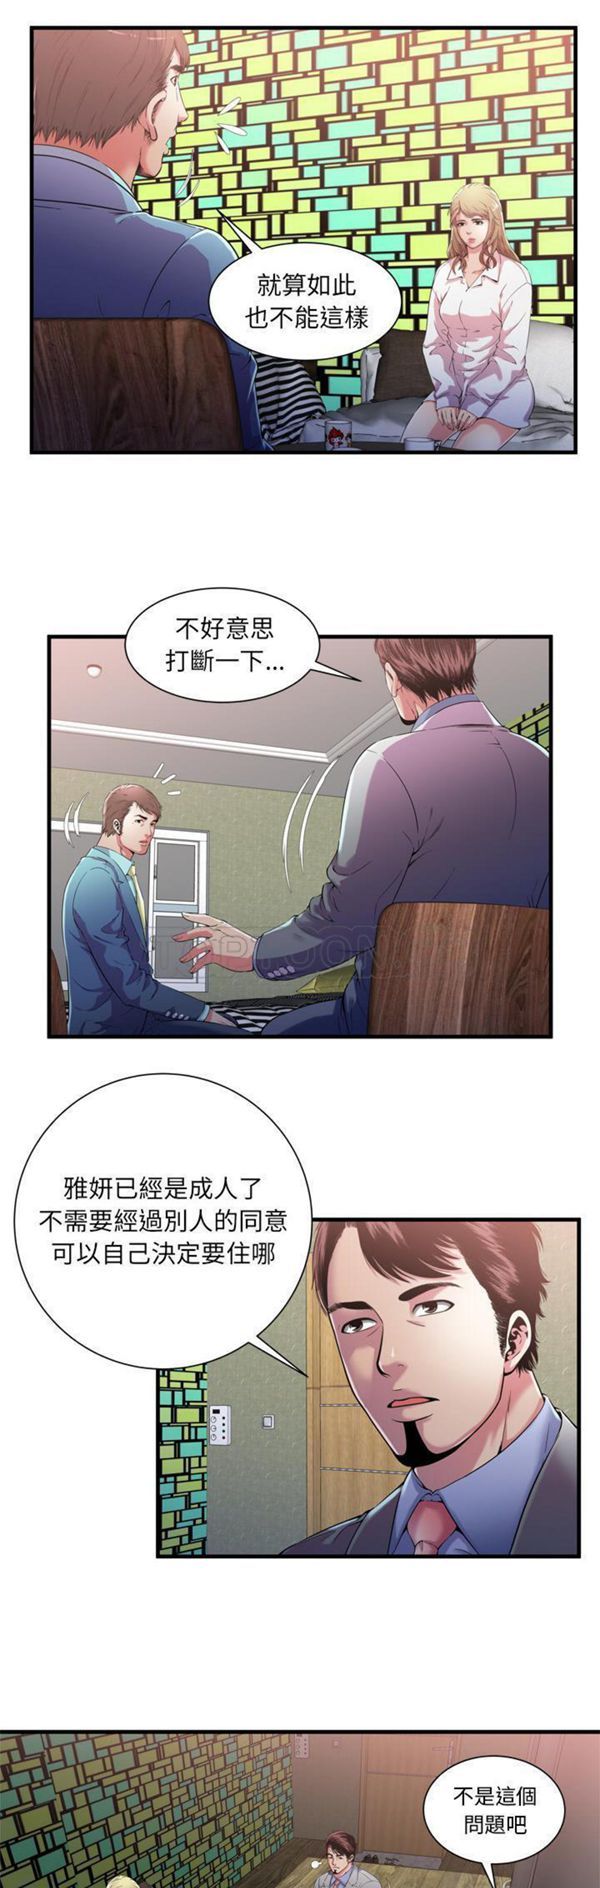 就算如此
也不能這樣
不好意思
打斷一下...
TOPTOON
雅妍已經是成人了
不需要經過別人的同意
可以自己決定要住哪
不是這個
問題吧